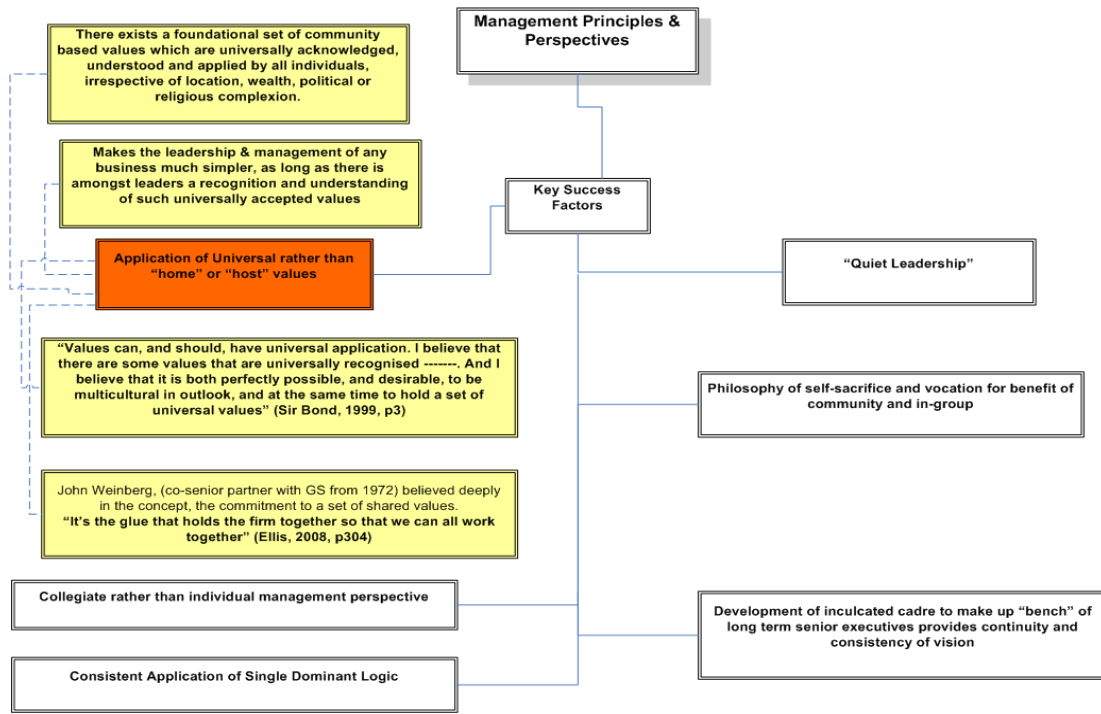 Management Principles &
Perspectives
There exists a foundational set of community
based values which are universally acknowledged,
understood and applied by all individuals,
irrespective of location, wealth, political or
religious complexion.
Makes the leadership & management of any
business much simpler, as long as there is
amongst leaders a recognition and understanding
of such universally accepted values
Key Success
Factors
Application of Universal rather than
“home” or “host” values
“Quiet Leadership”
“Values can, and should, have universal application. I believe that
there are some values that are universally recognised -------. And I
believe that it is both perfectly possible, and desirable, to be
multicultural in outlook, and at the same time to hold a set of
universal values” (Sir Bond, 1999, p3)
Philosophy of self-sacrifice and vocation for benefit of
community and in-group
John Weinberg, (co-senior partner with GS from 1972) believed deeply
in the concept, the commitment to a set of shared values.
“It’s the glue that holds the firm together so that we can all work
together” (Ellis, 2008, p304)
Collegiate rather than individual management perspective
Development of inculcated cadre to make up “bench” of
long term senior executives provides continuity and
consistency of vision
Consistent Application of Single Dominant Logic